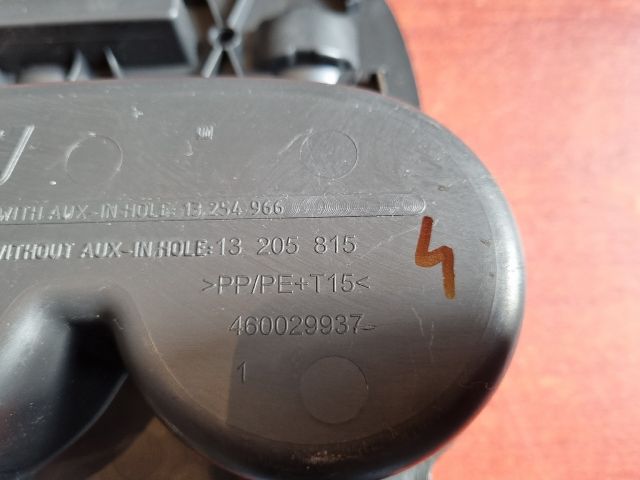 WITH AUX.-IN HOLE: 13.254.966
WITHOUT AUX-IN HOLE: 13 205 815
>PP/PE+T15<
460029937
1